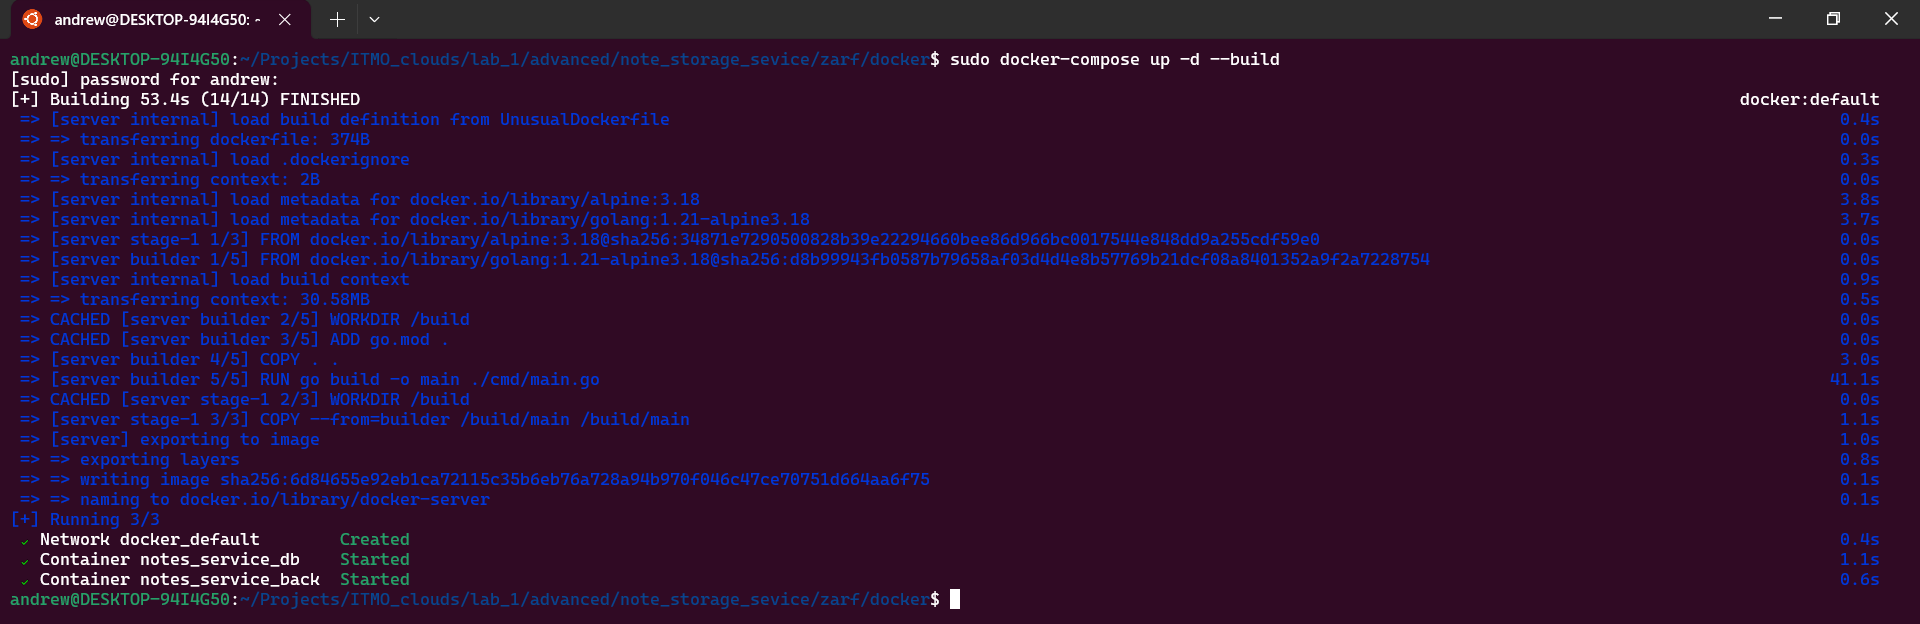 andrew@DESKTOP-94I4G50: ~
andrew@DESKTOP-94I4G50:~/Projects/ITMO_clouds/lab_1/advanced/note_storage_sevice/zarf/docker$ sudo docker-compose up -d --build
[sudo] password for andrew:
[+] Building 53.4s (14/14) FINISHED docker:default
=> [server internal] load build definition from UnusualDockerfile 0.4s
=> => transferring dockerfile: 374B 0.0s
=> [server internal] load .dockerignore 0.3s
=> => transferring context: 2B 0.0s
=> [server internal] load metadata for docker.io/library/alpine:3.18 3.8s
=> [server internal] load metadata for docker.io/library/golang:1.21-alpine3.18 3.7s
=> [server stage-1 1/3] FROM docker.io/library/alpine:3.18@sha256:34871e7290500828b39e22294660bee86d966bc0017544e848dd9a255cdf59e0 0.0s
=> [server builder 1/5] FROM docker.io/library/golang:1.21-alpine3.18@sha256:d8b99943fb0587b79658af03d4d4e8b57769b21dcf08a8401352a9f2a7228754 0.0s
=> [server internal] load build context 0.9s
=> => transferring context: 30.58MB 0.5s
=> CACHED [server builder 2/5] WORKDIR /build 0.0s
=> CACHED [server builder 3/5] ADD go.mod . 0.0s
=> [server builder 4/5] COPY . . 3.0s
=> [server builder 5/5] RUN go build -o main ./cmd/main.go 41.1s
=> CACHED [server stage-1 2/3] WORKDIR /build 0.0s
=> [server stage-1 3/3] COPY --from=builder /build/main /build/main 1.1s
=> [server] exporting to image 1.0s
=> => exporting layers 0.8s
=> => writing image sha256:6d84655e92eb1ca72115c35b6eb76a728a94b970f046c47ce70751d664aa6f75 0.1s
=> => naming to docker.io/library/docker-server 0.1s
[+] Running 3/3
✓ Network docker_default Created 0.4s
✓ Container notes_service_db Started 1.1s
✓ Container notes_service_back Started 0.6s
andrew@DESKTOP-94I4G50:~/Projects/ITMO_clouds/lab_1/advanced/note_storage_sevice/zarf/docker$